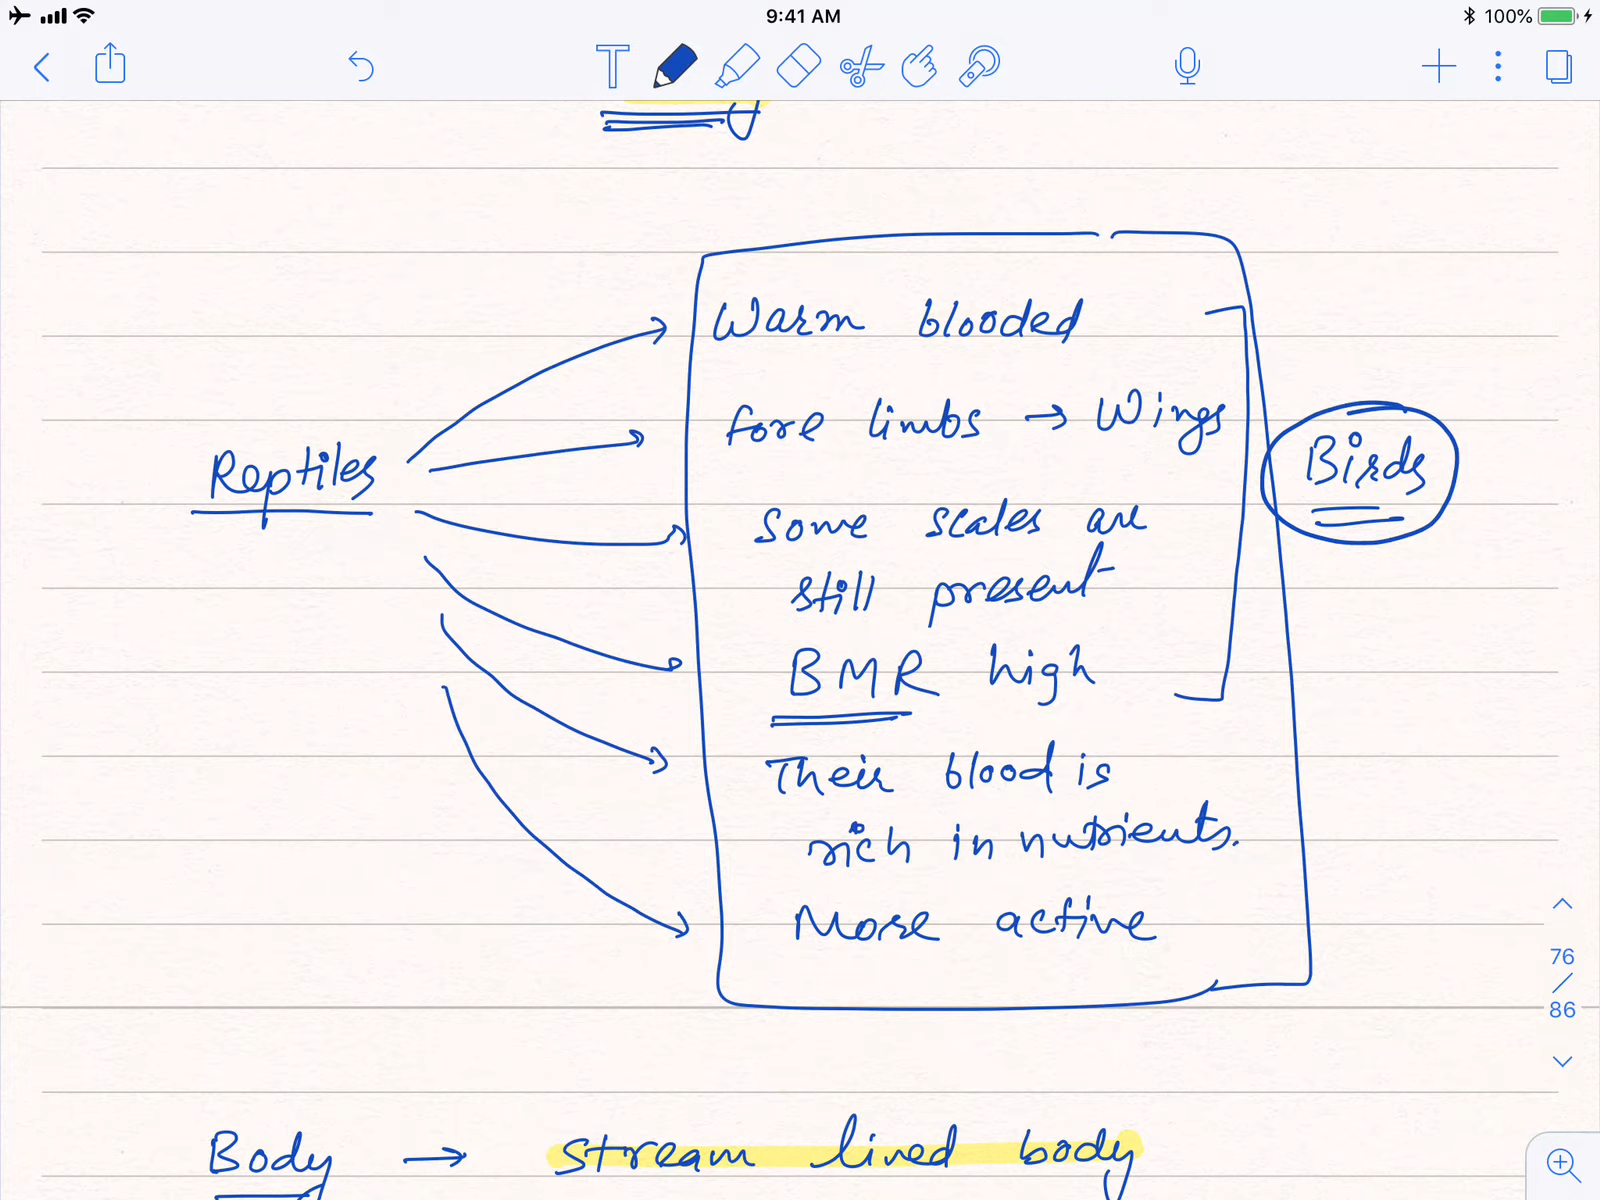 9:41 AM
100%
Warm blooded
fore limbs → Wings
Reptiles
Birds
Some scales are
still present
BMR high
Their blood is
rich in nutrients.
More active
76
/
86
Body → stream lined body